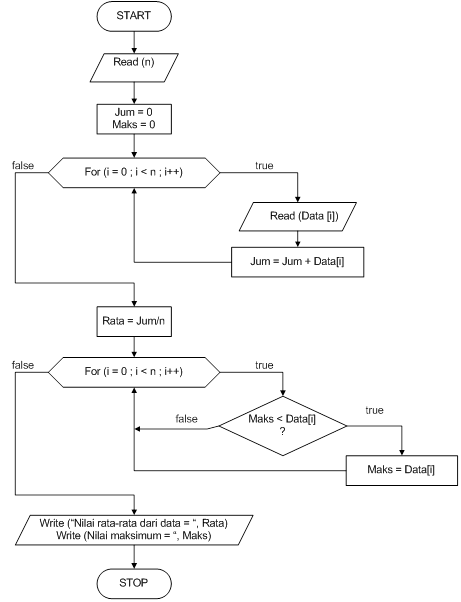 START
Read (n)
Jum = 0
Maks = 0
false
For (i = 0 ; i < n ; i++)
true
Read (Data [i])
Jum = Jum + Data[i]
Rata = Jum/n
false
For (i = 0 ; i < n ; i++)
true
false
Maks < Data[i]
?
true
Maks = Data[i]
Write (“Nilai rata-rata dari data = “, Rata)
Write (Nilai maksimum = “, Maks)
STOP